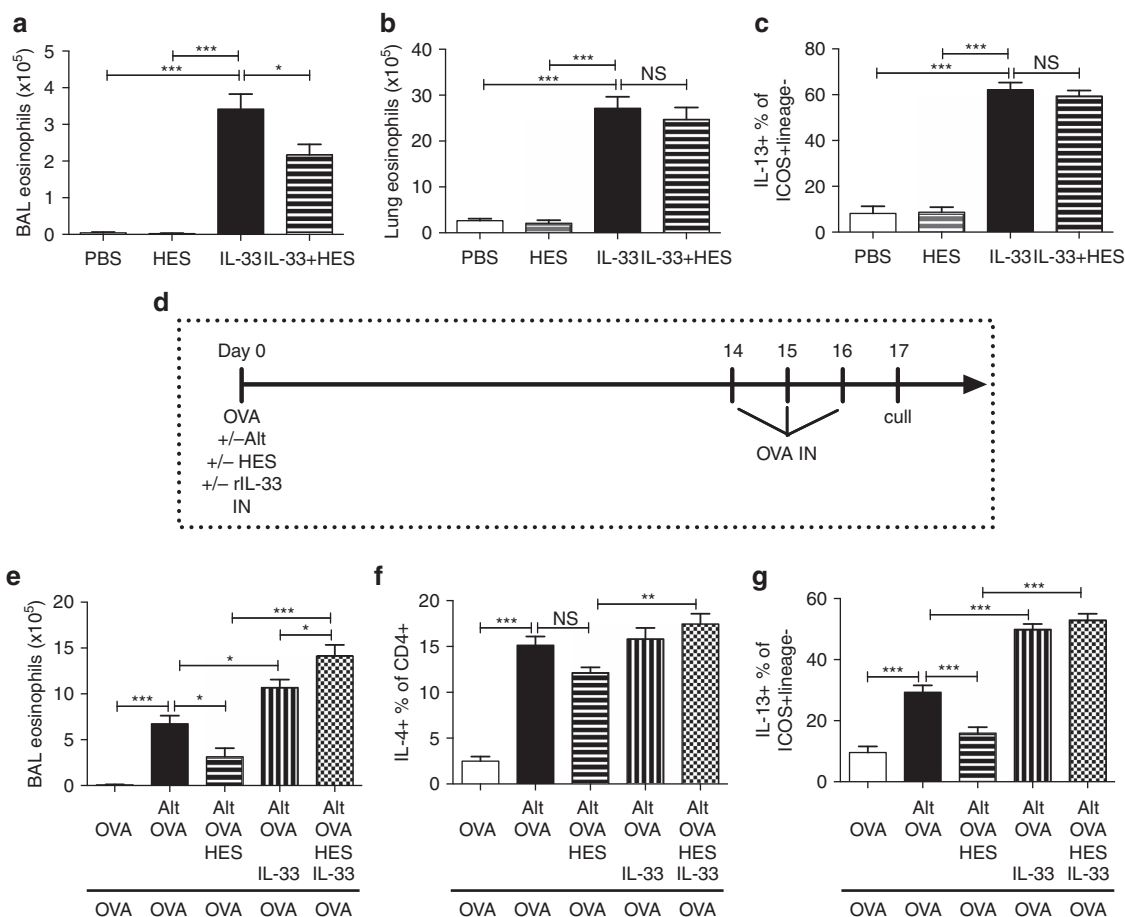 a
BAL eosinophils (x10⁵)
5
4
3
2
1
0
***
***
*
PBS HES IL-33 IL-33+HES
b
Lung eosinophils (x10⁵)
40
30
20
10
0
***
***
NS
PBS HES IL-33 IL-33+HES
c
IL-13+ % of
ICOS+lineage-
80
60
40
20
0
***
***
NS
PBS HES IL-33 IL-33+HES
d
Day 0 14 15 16 17
OVA
+/–Alt
+/– HES
+/– rIL-33
IN
OVA IN
cull
e
BAL eosinophils (x10⁵)
20
15
10
5
0
***
*
*
*
***
Alt Alt Alt Alt
OVA OVA OVA OVA OVA
HES HES
IL-33 IL-33
OVA OVA OVA OVA OVA
f
IL-4+ % of CD4+
20
15
10
5
0
***
NS
**
Alt Alt Alt Alt
OVA OVA OVA OVA OVA
HES HES
IL-33 IL-33
OVA OVA OVA OVA OVA
g
IL-13+ % of
ICOS+lineage-
60
40
20
0
***
***
***
***
Alt Alt Alt Alt
OVA OVA OVA OVA OVA
HES HES
IL-33 IL-33
OVA OVA OVA OVA OVA